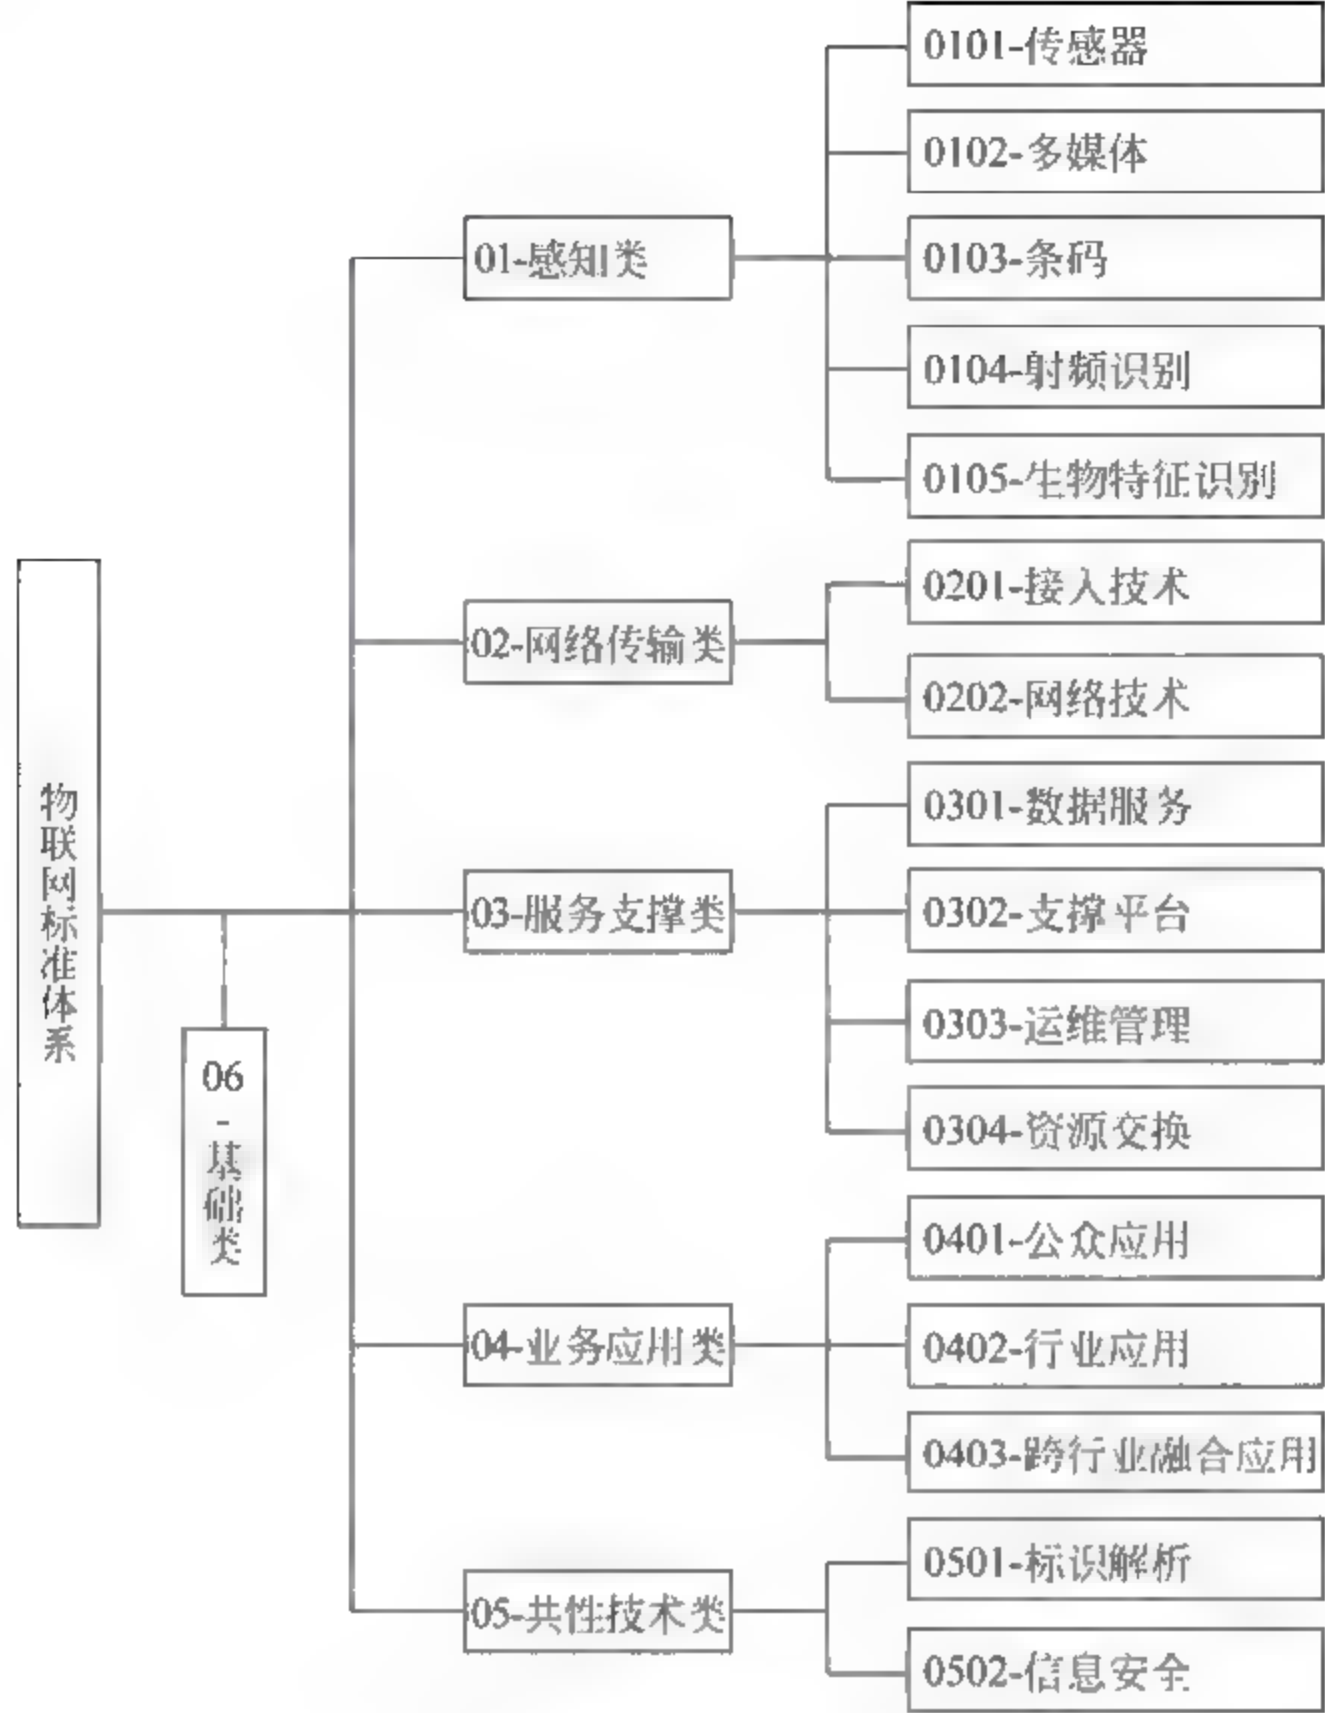 物联网标准体系
06-基础类
01-感知类
0101-传感器
0102-多媒体
0103-条码
0104-射频识别
0105-生物特征识别
02-网络传输类
0201-接入技术
0202-网络技术
03-服务支撑类
0301-数据服务
0302-支撑平台
0303-运维管理
0304-资源交换
04-业务应用类
0401-公众应用
0402-行业应用
0403-跨行业融合应用
05-共性技术类
0501-标识解析
0502-信息安全